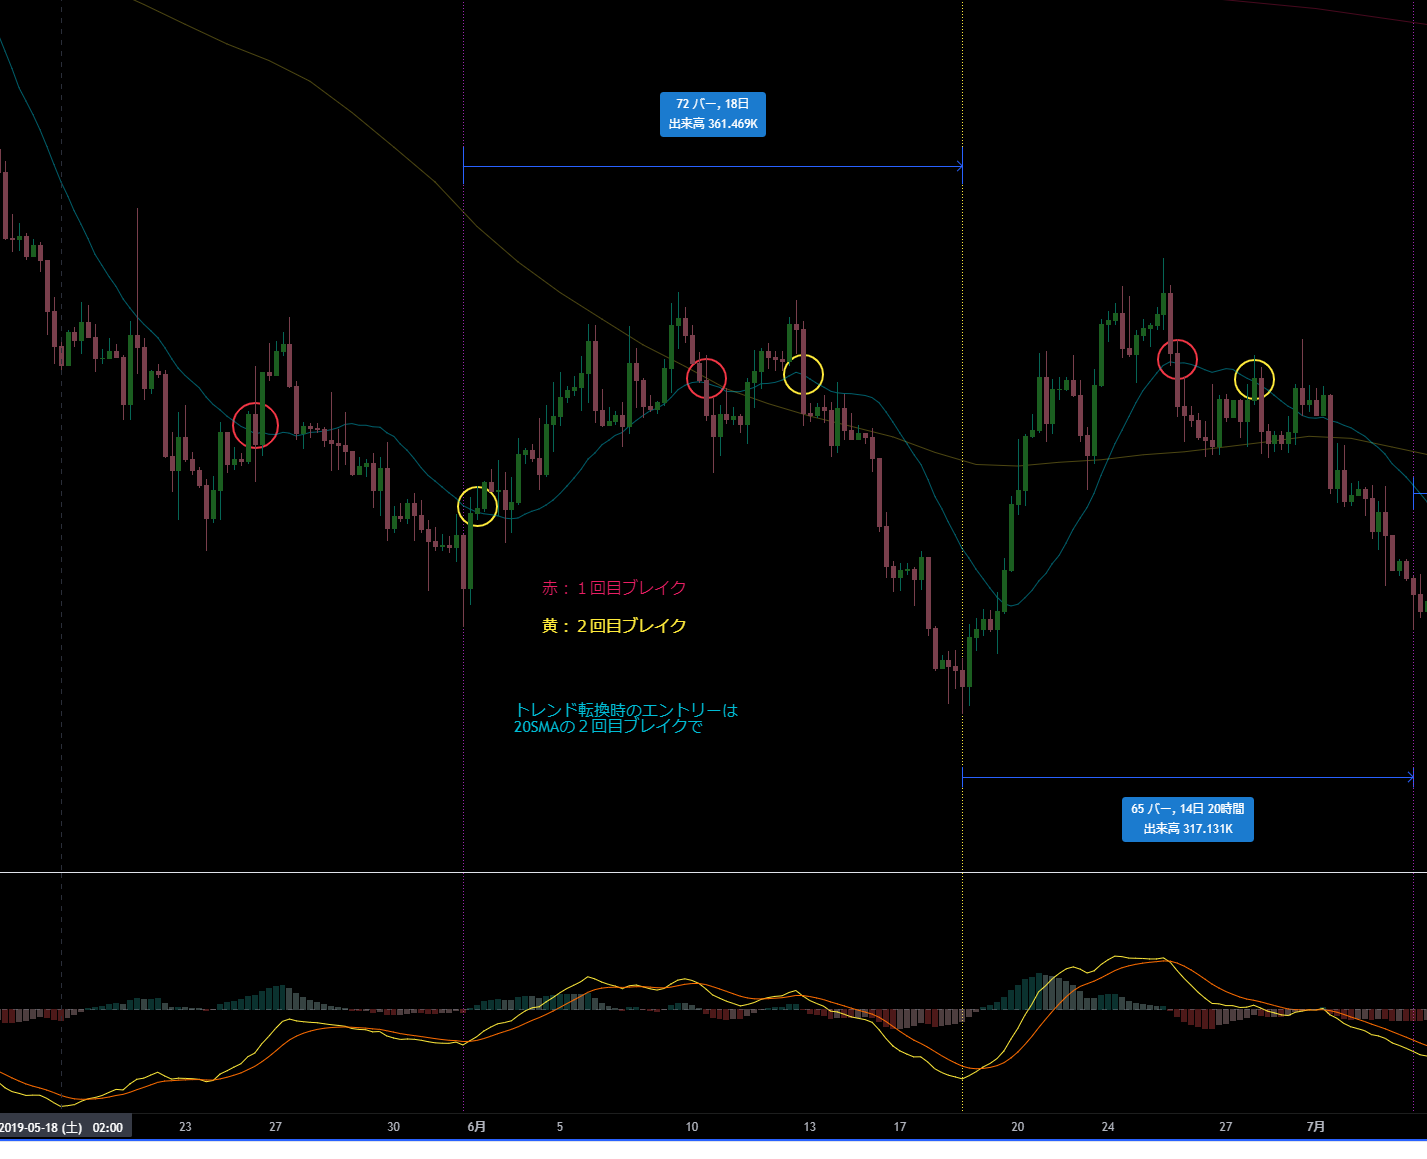 72 バー, 18日
出来高 361.469K
赤：１回目ブレイク
黄：２回目ブレイク
トレンド転換時のエントリーは
20SMAの２回目ブレイクで
65 バー, 14日 20時間
出来高 317.131K
2019-05-18 (土) 02:00
23
27
30
6月
5
10
13
17
20
24
27
7月